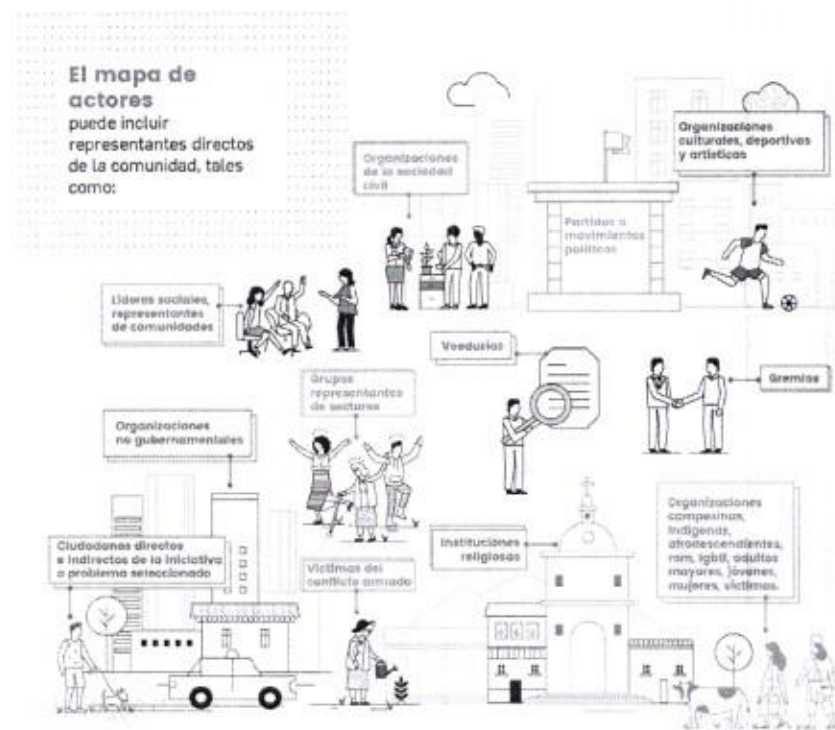 El mapa de
actores
puede incluir
representantes directos
de la comunidad, tales
como:
Organizaciones
de la sociedad
civil
Partidos o
movimientos
políticos
Organizaciones
culturales, deportivas
y artísticas
Líderes sociales,
representantes
de comunidades
Veedurías
Gremios
Grupos
representantes
de sectores
Organizaciones
no gubernamentales
Ciudadanos directos
e indirectos de la iniciativa
o problema seleccionado
Víctimas del
conflicto armado
Instituciones
religiosas
Organizaciones
campesinas,
indígenas,
afrodescendientes,
rom, lgbti, adultos
mayores, jóvenes,
mujeres, víctimas.